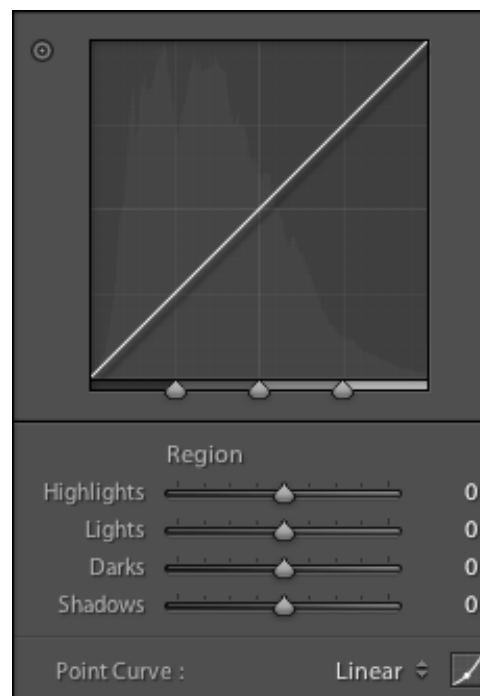 Region
Highlights 0
Lights 0
Darks 0
Shadows 0
Point Curve : Linear